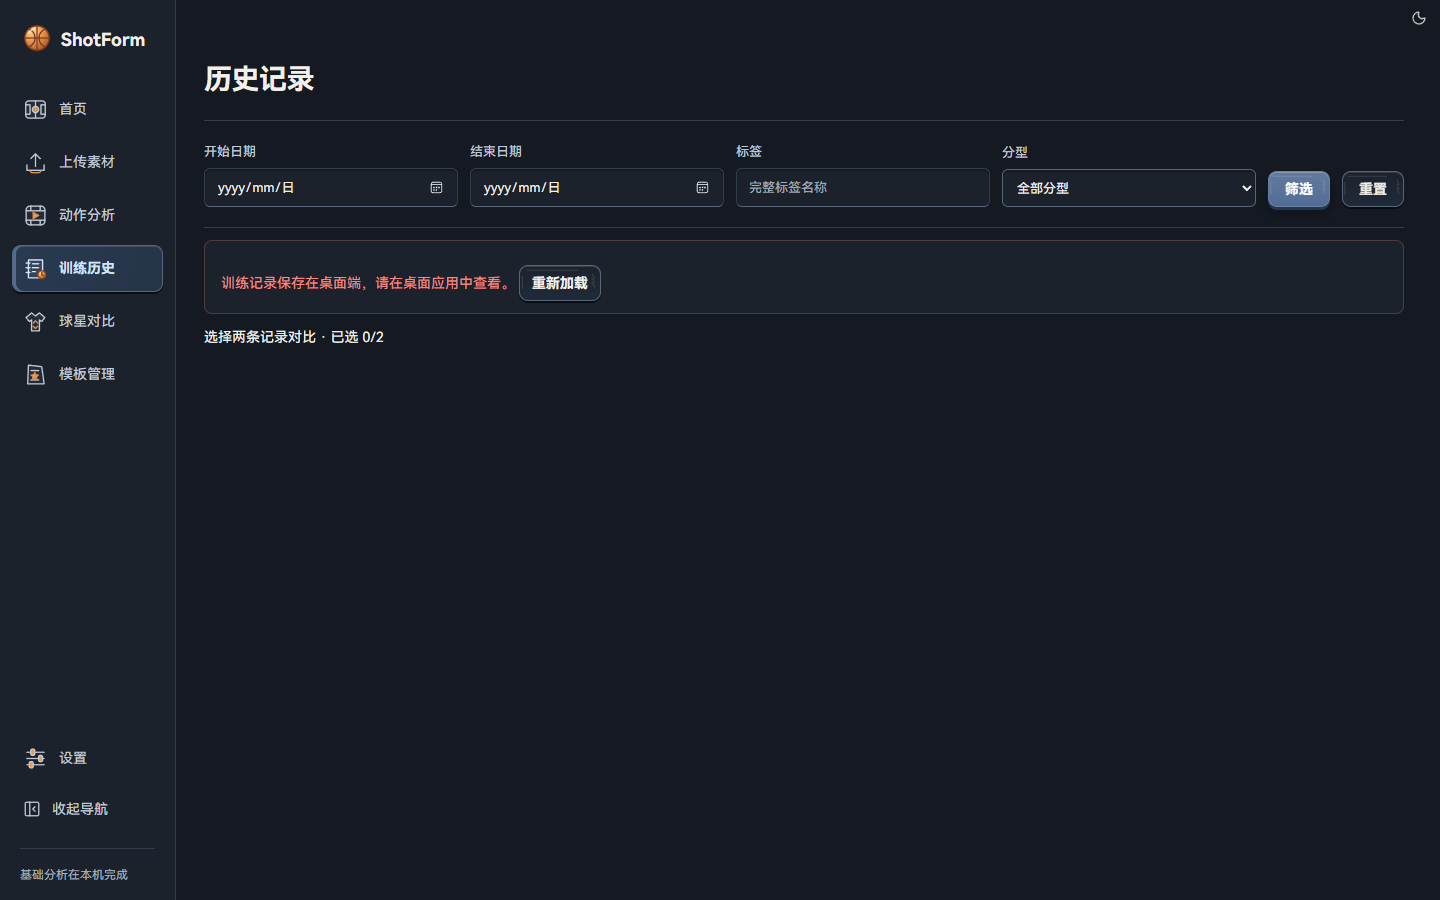 ShotForm
首页
上传素材
动作分析
训练历史
球星对比
模板管理
设置
收起导航
基础分析在本机完成
历史记录
开始日期 结束日期 标签 分型
yyyy/mm/日 yyyy/mm/日 完整标签名称 全部分型 筛选 重置
训练记录保存在桌面端，请在桌面应用中查看。 重新加载
选择两条记录对比 · 已选 0/2